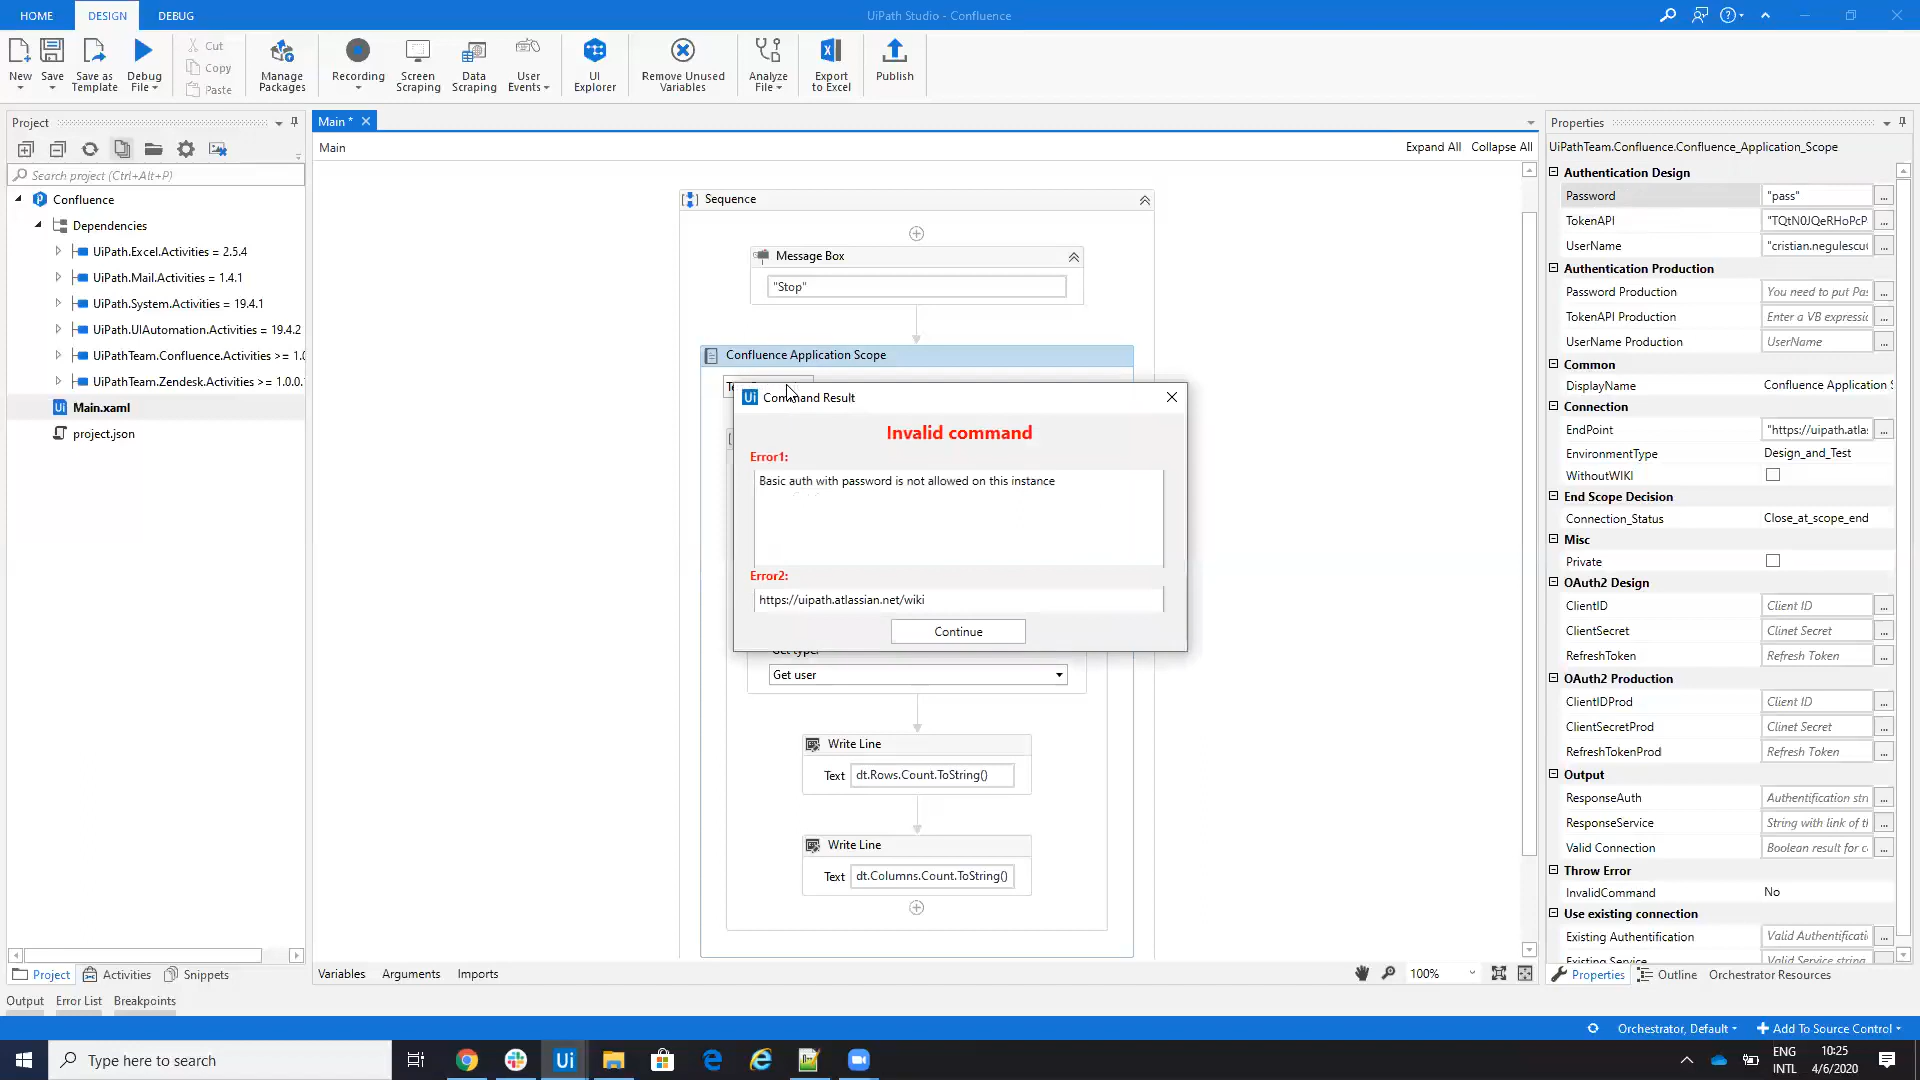 HOME DESIGN DEBUG
UiPath Studio - Confluence
New
Save
Save as Template
Debug File
Cut
Copy
Paste
Manage Packages
Recording
Screen Scraping
Data Scraping
User Events
UI Explorer
Remove Unused Variables
Analyze File
Export to Excel
Publish
Project
Search project (Ctrl+Alt+P)
Confluence
Dependencies
UiPath.Excel.Activities = 2.5.4
UiPath.Mail.Activities = 1.4.1
UiPath.System.Activities = 19.4.1
UiPath.UIAutomation.Activities = 19.4.2
UiPathTeam.Confluence.Activities >= 1.0
UiPathTeam.Zendesk.Activities >= 1.0.0.
Main.xaml
project.json
Project Activities Snippets
Output Error List Breakpoints
Main *
Main
Expand All Collapse All
Sequence
Message Box
"Stop"
Confluence Application Scope
Command Result
Invalid command
Error1:
Basic auth with password is not allowed on this instance
Error2:
https://uipath.atlassian.net/wiki
Continue
Get user
Write Line
Text dt.Rows.Count.ToString()
Write Line
Text dt.Columns.Count.ToString()
Variables Arguments Imports
100%
Properties
UiPathTeam.Confluence.Confluence_Application_Scope
Authentication Design
Password "pass" ...
TokenAPI "TQtN0JQeRHoPcP ...
UserName "cristian.negulescu( ...
Authentication Production
Password Production You need to put Pas ...
TokenAPI Production Enter a VB expressic ...
UserName Production UserName ...
Common
DisplayName Confluence Application S
Connection
EndPoint "https://uipath.atla: ...
EnvironmentType Design_and_Test
WithoutWIKI
End Scope Decision
Connection_Status Close_at_scope_end
Misc
Private
OAuth2 Design
ClientID Client ID ...
ClientSecret Clinet Secret ...
RefreshToken Refresh Token ...
OAuth2 Production
ClientIDProd Client ID ...
ClientSecretProd Clinet Secret ...
RefreshTokenProd Refresh Token ...
Output
ResponseAuth Authentification stri ...
ResponseService String with link of tl ...
Valid Connection Boolean result for c ...
Throw Error
InvalidCommand No
Use existing connection
Existing Authentification Valid Authentificati ...
Existing Service Valid Service string
Properties Outline Orchestrator Resources
Orchestrator, Default Add To Source Control
Type here to search
ENG
INTL
10:25
4/6/2020